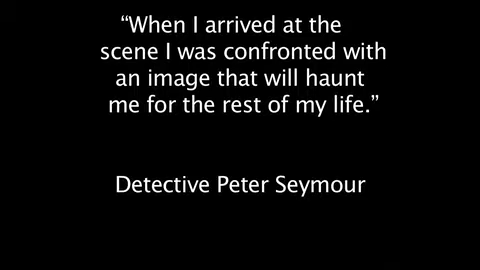 “When I arrived at the
scene I was confronted with
an image that will haunt
me for the rest of my life.”
Detective Peter Seymour